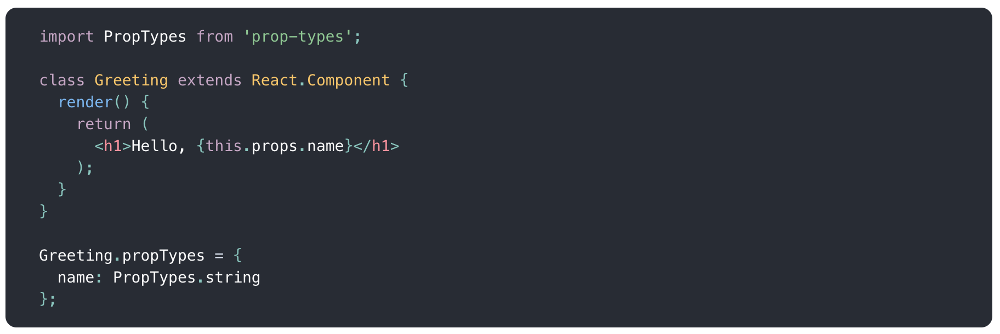 import PropTypes from 'prop-types';

class Greeting extends React.Component {
  render() {
    return (
      <h1>Hello, {this.props.name}</h1>
    );
  }
}

Greeting.propTypes = {
  name: PropTypes.string
};